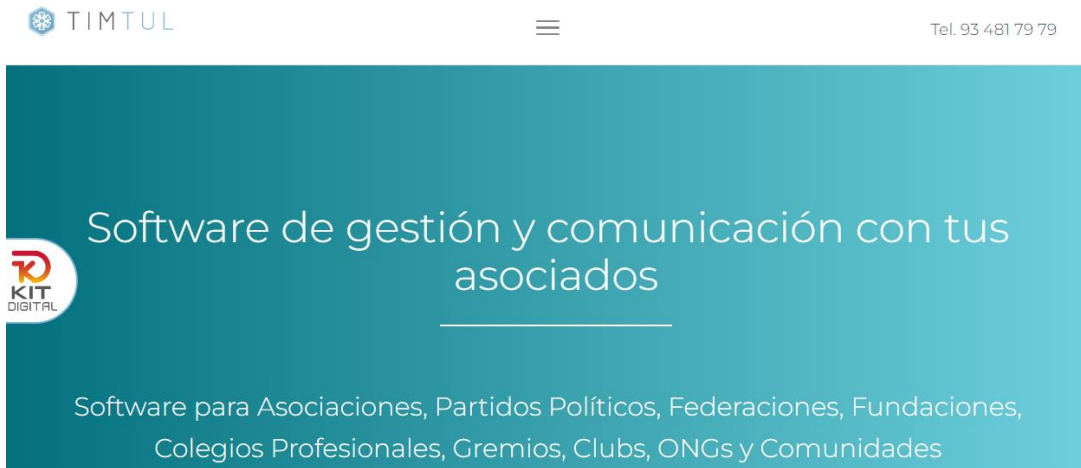 TIMTUL
Tel. 93 481 79 79
Software de gestión y comunicación con tus
asociados
KIT
DIGITAL
Software para Asociaciones, Partidos Políticos, Federaciones, Fundaciones,
Colegios Profesionales, Gremios, Clubs, ONGs y Comunidades